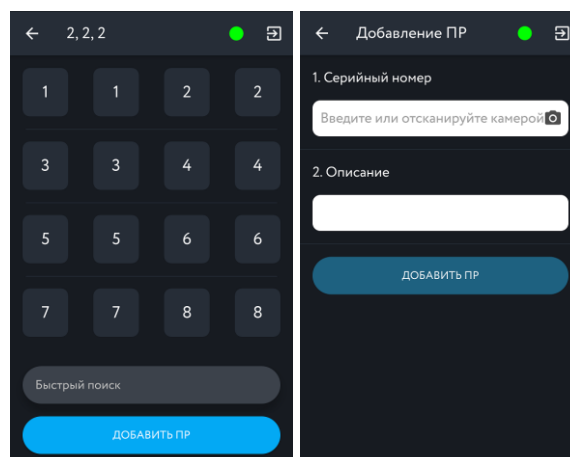 2, 2, 2
1 1 2 2
3 3 4 4
5 5 6 6
7 7 8 8
Быстрый поиск
ДОБАВИТЬ ПР
Добавление ПР
1. Серийный номер
Введите или отсканируйте камерой
2. Описание
ДОБАВИТЬ ПР